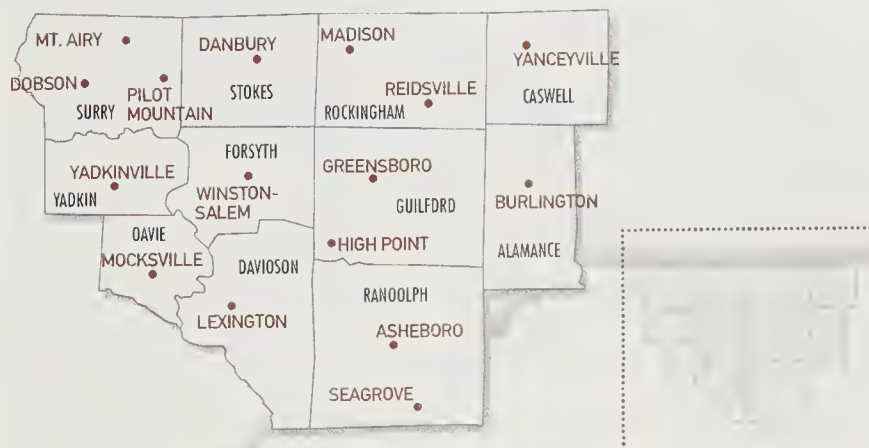 MT. AIRY
DANBURY
MADISON
YANCEYVILLE
DOBSON
PILOT
MOUNTAIN
SURRY
STOKES
REIDSVILLE
ROCKINGHAM
CASWELL
YADKINVILLE
YADKIN
FORSYTH
WINSTON-
SALEM
GREENSBORO
GUILFORD
BURLINGTON
HIGH POINT
ALAMANCE
OAVIE
MOCKSVILLE
DAVIOSON
LEXINGTON
RANOOLPH
ASHEBORO
SEAGROVE